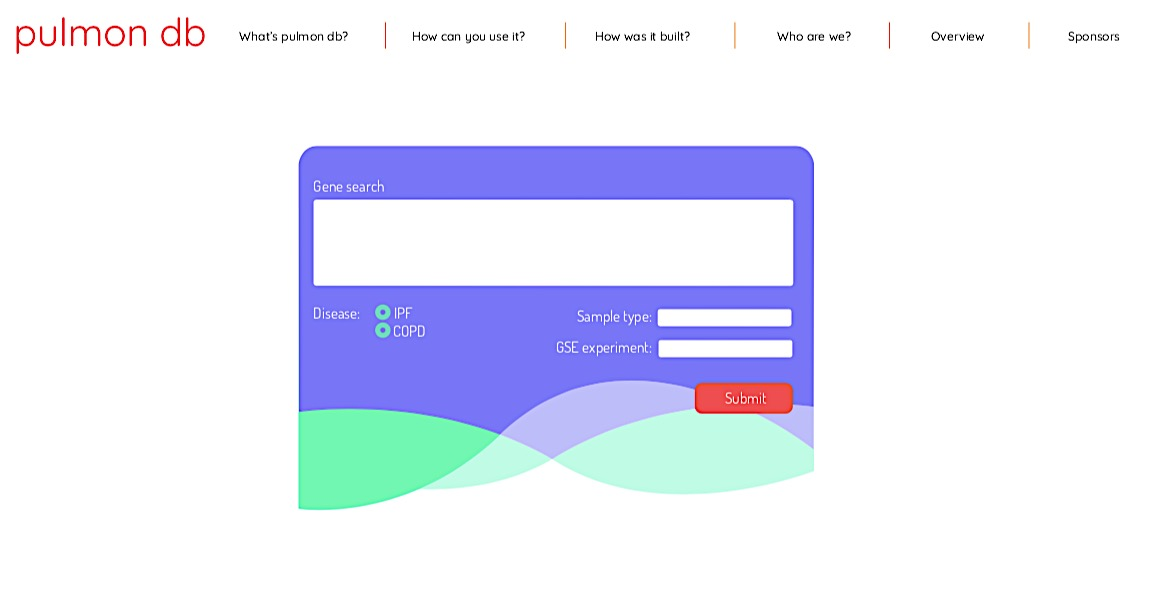 pulmon db
What's pulmon db?
How can you use it?
How was it built?
Who are we?
Overview
Sponsors
Gene search
Disease:
IPF
COPD
Sample type:
GSE experiment:
Submit